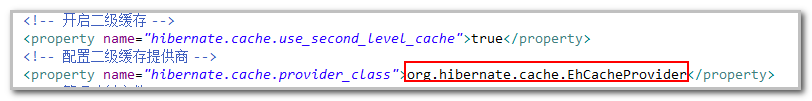 <!-- 开启二级缓存 -->
<property name="hibernate.cache.use_second_level_cache">true</property>
<!-- 配置二级缓存提供商 -->
<property name="hibernate.cache.provider_class">org.hibernate.cache.EhCacheProvider</property>